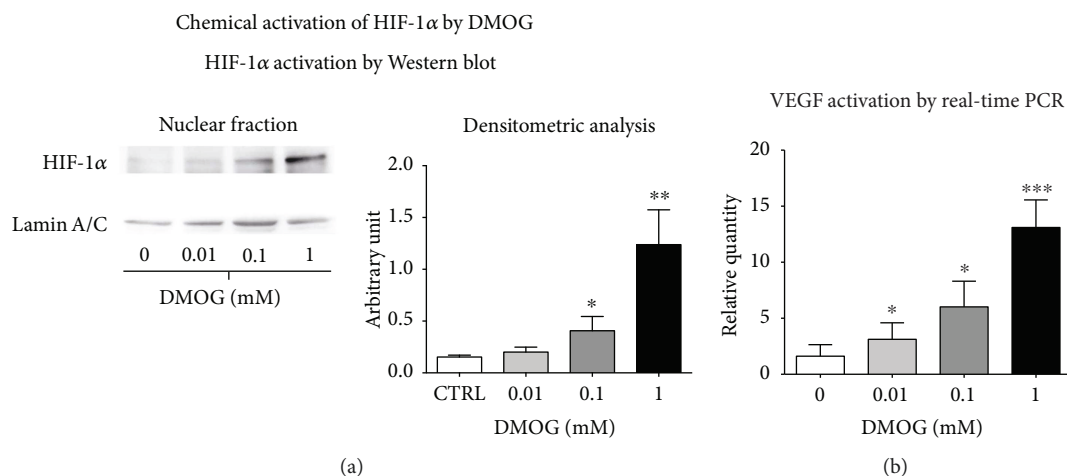 Chemical activation of HIF-1α by DMOG
HIF-1α activation by Western blot
Nuclear fraction
HIF-1α
Lamin A/C
0 0.01 0.1 1
DMOG (mM)
Densitometric analysis
Arbitrary unit
2.0
1.5
1.0
0.5
0.0
*
**
CTRL 0.01 0.1 1
DMOG (mM)
(a)
VEGF activation by real-time PCR
Relative quantity
20
15
10
5
0
*
*
***
0 0.01 0.1 1
DMOG (mM)
(b)